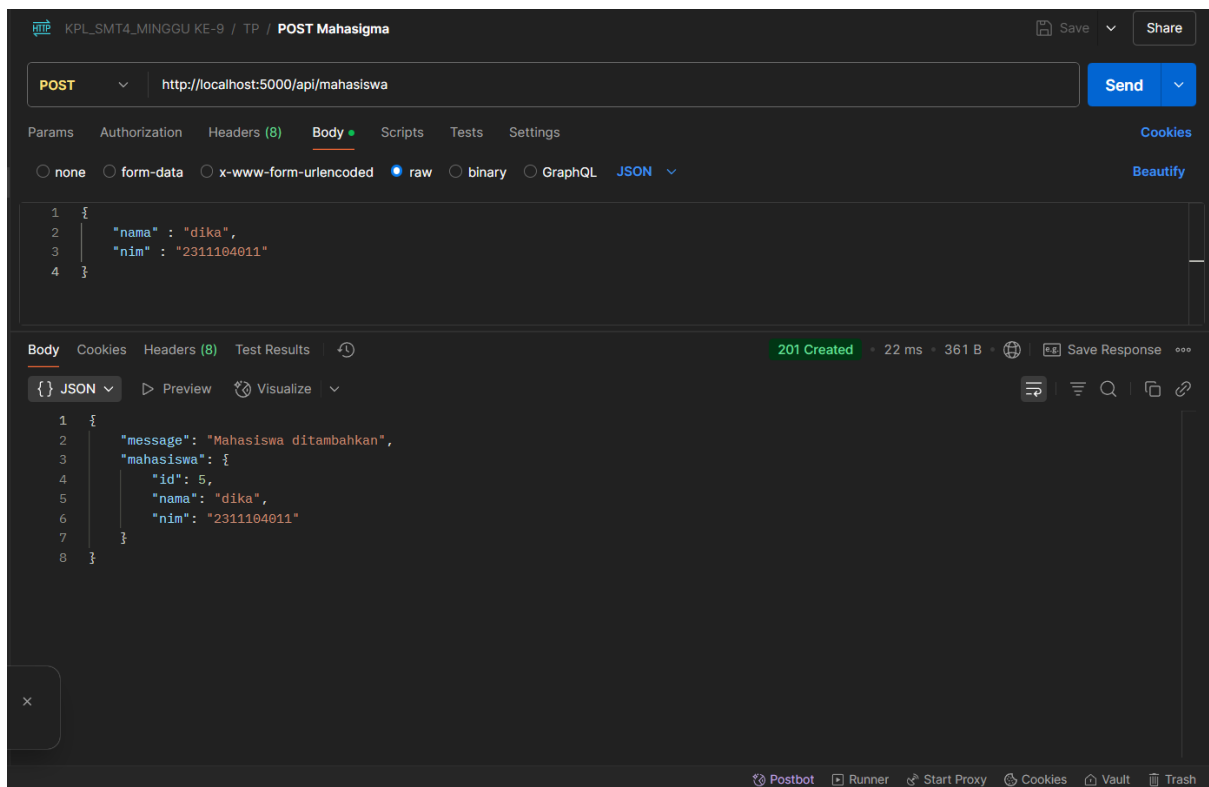 HTTP KPL_SMT4_MINGGU KE-9 / TP / POST Mahasigma Save Share
POST http://localhost:5000/api/mahasiswa Send
Params Authorization Headers (8) Body Scripts Tests Settings Cookies
none form-data x-www-form-urlencoded raw binary GraphQL JSON Beautify
1 {
2 "nama" : "dika",
3 "nim" : "2311104011"
4 }
Body Cookies Headers (8) Test Results 201 Created 22 ms 361 B e.g. Save Response
{} JSON Preview Visualize
1 {
2 "message": "Mahasiswa ditambahkan",
3 "mahasiswa": {
4 "id": 5,
5 "nama": "dika",
6 "nim": "2311104011"
7 }
8 }
Postbot Runner Start Proxy Cookies Vault Trash